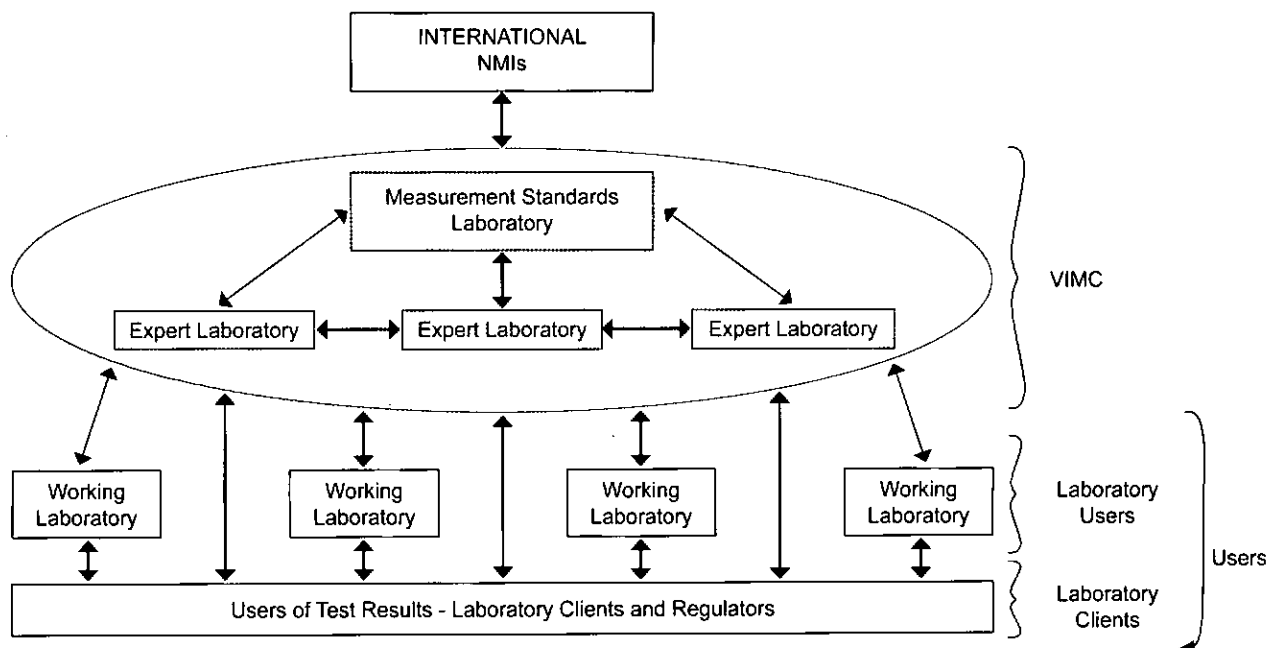 INTERNATIONAL
NMIs
Measurement Standards
Laboratory
VIMC
Expert Laboratory
Expert Laboratory
Expert Laboratory
Working
Laboratory
Working
Laboratory
Working
Laboratory
Working
Laboratory
Laboratory
Users
Users
Users of Test Results - Laboratory Clients and Regulators
Laboratory
Clients